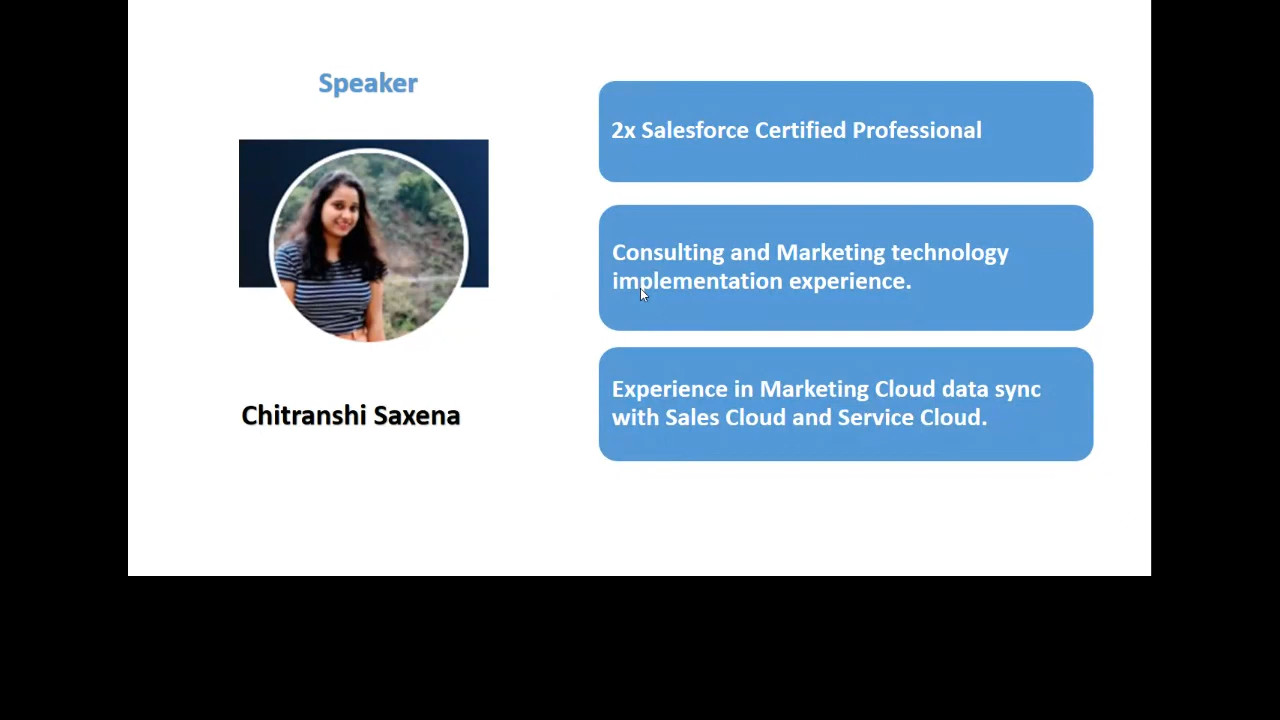 Speaker
Chitranshi Saxena
2x Salesforce Certified Professional
Consulting and Marketing technology
implementation experience.
Experience in Marketing Cloud data sync
with Sales Cloud and Service Cloud.